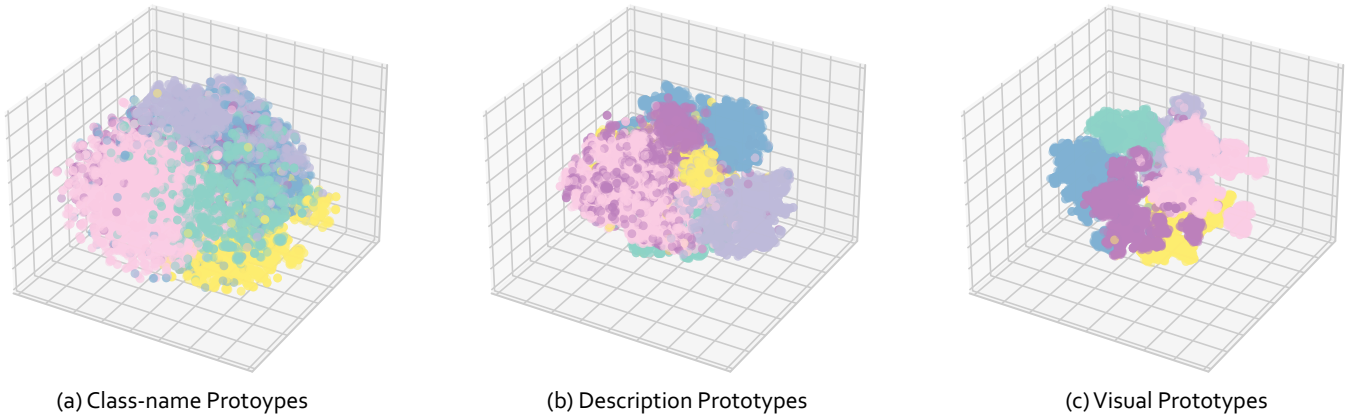 (a) Class-name Protoypes
(b) Description Prototypes
(c) Visual Prototypes